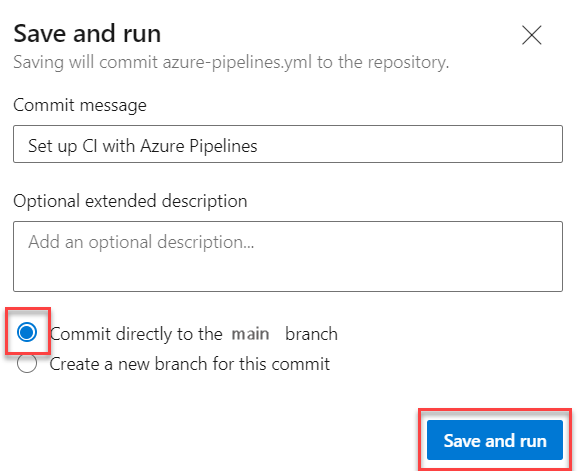 Save and run
Saving will commit azure-pipelines.yml to the repository.
Commit message
Set up CI with Azure Pipelines
Optional extended description
Add an optional description...
Commit directly to the main branch
Create a new branch for this commit
Save and run